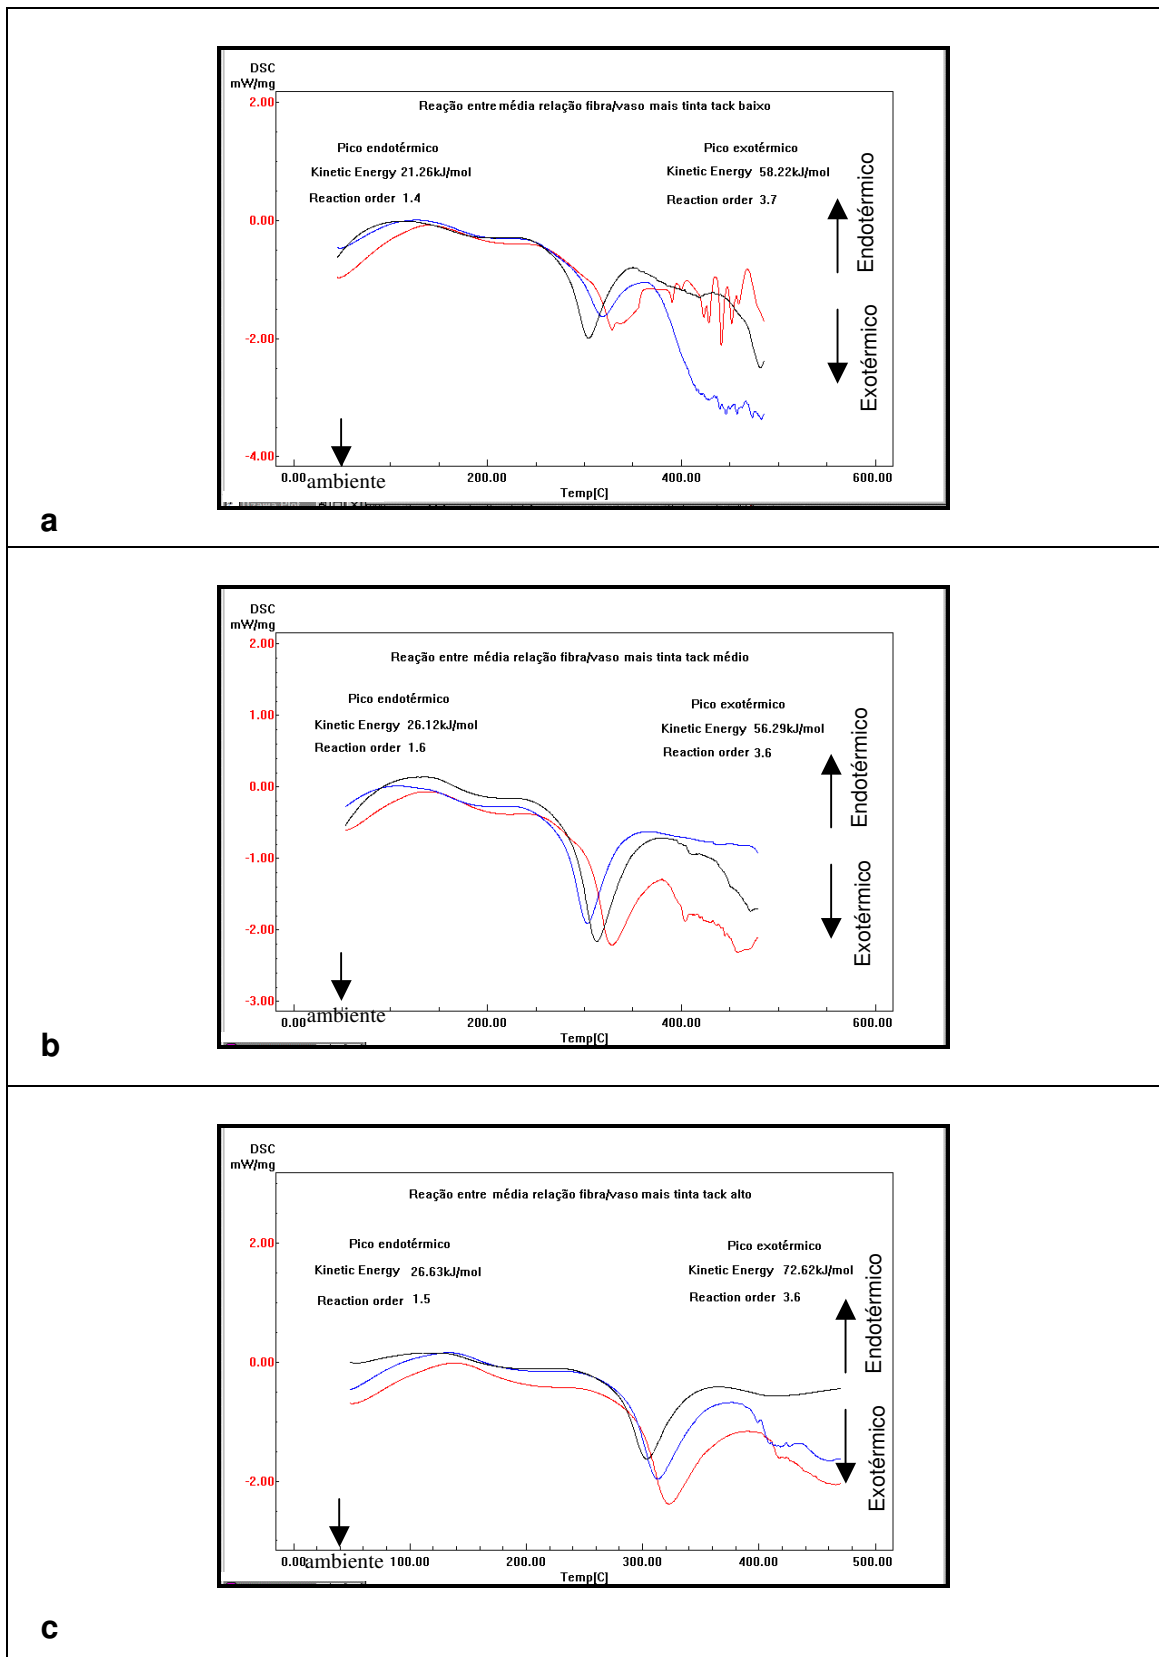 DSC
mW/mg
Reação entre média relação fibra/vaso mais tinta tack baixo
2.00
Pico endotérmico
Pico exotérmico
Kinetic Energy 21.26kJ/mol
Kinetic Energy 58.22kJ/mol
Reaction order 1.4
Reaction order 3.7
0.00
Endotérmico
-2.00
Exotérmico
-4.00
0.00
ambiente
200.00
400.00
600.00
Temp[C]
a
DSC
mW/mg
2.00
Reação entre média relação fibra/vaso mais tinta tack médio
Pico endotérmico
Pico exotérmico
1.00
Kinetic Energy 26.12kJ/mol
Kinetic Energy 56.29kJ/mol
Reaction order 1.6
Reaction order 3.6
0.00
Endotérmico
-1.00
Exotérmico
-2.00
-3.00
0.00
ambiente
200.00
400.00
600.00
Temp[C]
b
DSC
mW/mg
Reação entre média relação fibra/vaso mais tinta tack alto
2.00
Pico endotérmico
Pico exotérmico
Kinetic Energy 26.63kJ/mol
Kinetic Energy 72.62kJ/mol
Reaction order 1.5
Reaction order 3.6
Endotérmico
0.00
Exotérmico
-2.00
0.00
ambiente
100.00
200.00
300.00
400.00
500.00
Temp[C]
c